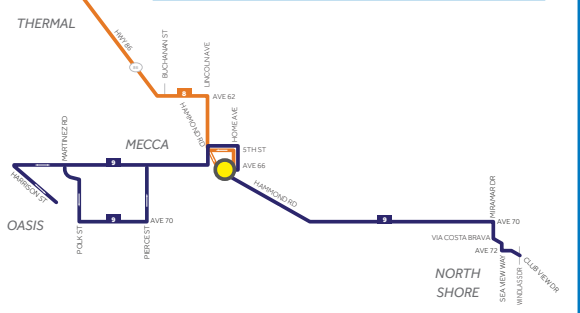 THERMAL
HWY 86
86
BUCHANAN ST
LINCOLN AVE
8
AVE 62
HAMMOND RD
HOME AVE
MARTINEZ RD
MECCA
5TH ST
9
AVE 66
HARRISON ST
HAMMOND RD
OASIS
POLK ST
9
PIERCE ST
AVE 70
9
MIRAMAR DR
AVE 70
VIA COSTA BRAVA
AVE 72
SEA VIEW WAY
WINDLASS DR
CLUB VIEW DR
NORTH
SHORE